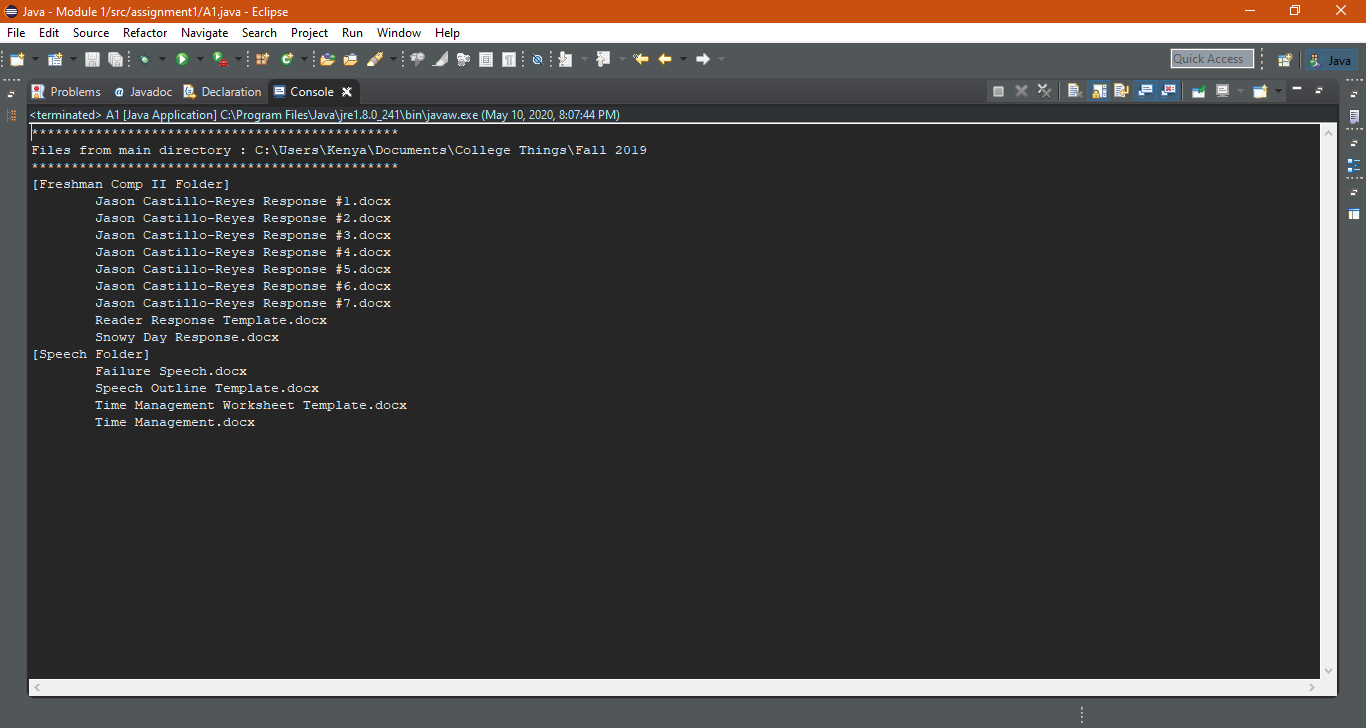 Java - Module 1/src/assignment1/A1.java - Eclipse
File Edit Source Refactor Navigate Search Project Run Window Help
Quick Access Java
Problems @ Javadoc Declaration Console
<terminated> A1 [Java Application] C:\Program Files\Java\jre1.8.0_241\bin\javaw.exe (May 10, 2020, 8:07:44 PM)
**********************************************
Files from main directory : C:\Users\Kenya\Documents\College Things\Fall 2019
**********************************************
[Freshman Comp II Folder]
Jason Castillo-Reyes Response #1.docx
Jason Castillo-Reyes Response #2.docx
Jason Castillo-Reyes Response #3.docx
Jason Castillo-Reyes Response #4.docx
Jason Castillo-Reyes Response #5.docx
Jason Castillo-Reyes Response #6.docx
Jason Castillo-Reyes Response #7.docx
Reader Response Template.docx
Snowy Day Response.docx
[Speech Folder]
Failure Speech.docx
Speech Outline Template.docx
Time Management Worksheet Template.docx
Time Management.docx